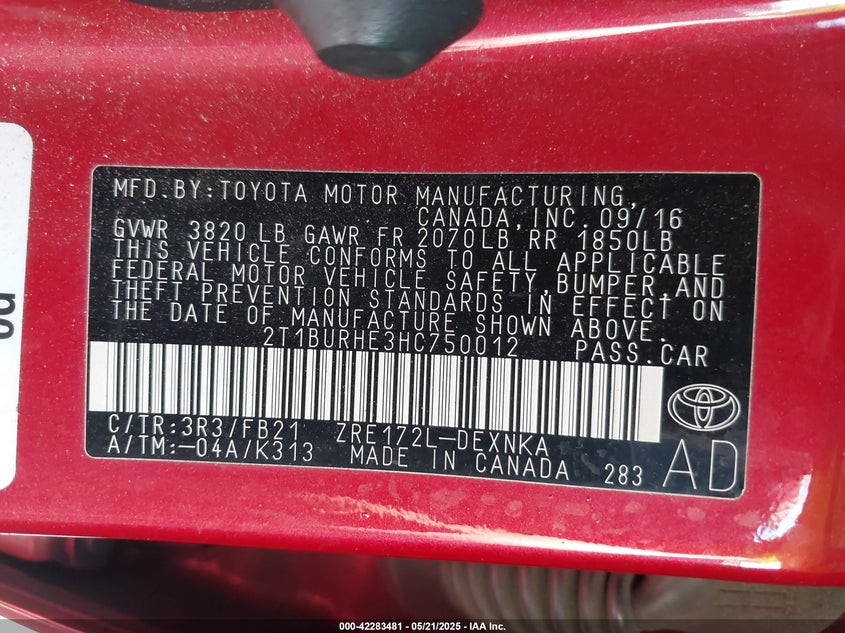 MFD.BY:TOYOTA MOTOR MANUFACTURING,
CANADA,INC. 09/16
GVWR 3820 LB GAWR FR 2070LB RR 1850LB
THIS VEHICLE CONFORMS TO ALL APPLICABLE
FEDERAL MOTOR VEHICLE SAFETY,BUMPER,AND
THEFT PREVENTION STANDARDS IN EFFECT ON
THE DATE OF MANUFACTURE SHOWN ABOVE.
2T1BURHE3HC750012 PASS.CAR
C/TR:3R3/FB21 ZRE172L-DEXNKA
A/TM:-04A/K313 MADE IN CANADA 283
AD
000-42283481 - 05/21/2025 - IAA Inc.